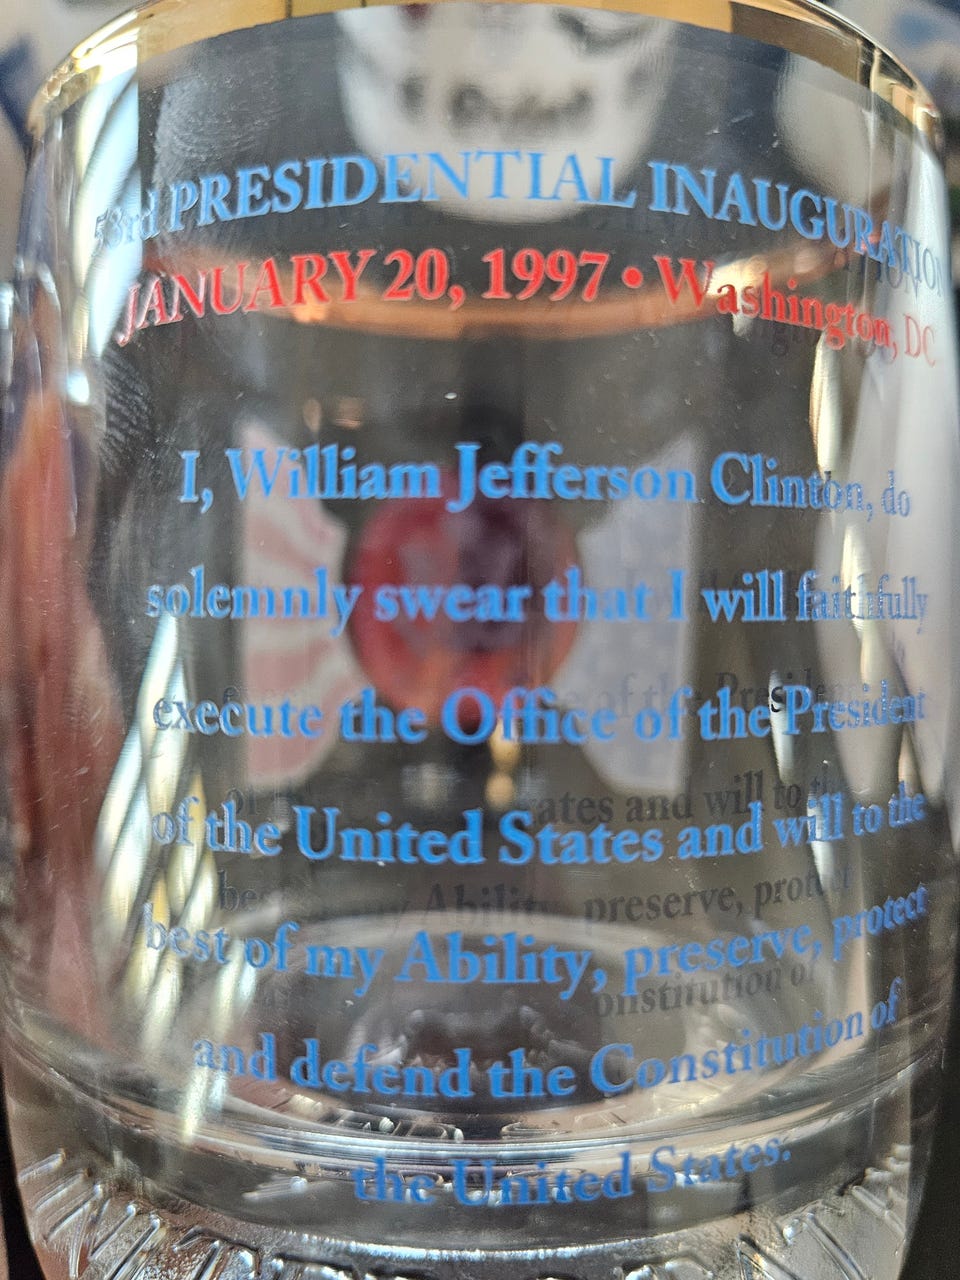 53rd PRESIDENTIAL INAUGURATION
JANUARY 20, 1997 • Washington, DC
I, William Jefferson Clinton, do
solemnly swear that I will faithfully
execute the Office of the President
of the United States and will to the
best of my Ability, preserve, protect
and defend the Constitution of
the United States.